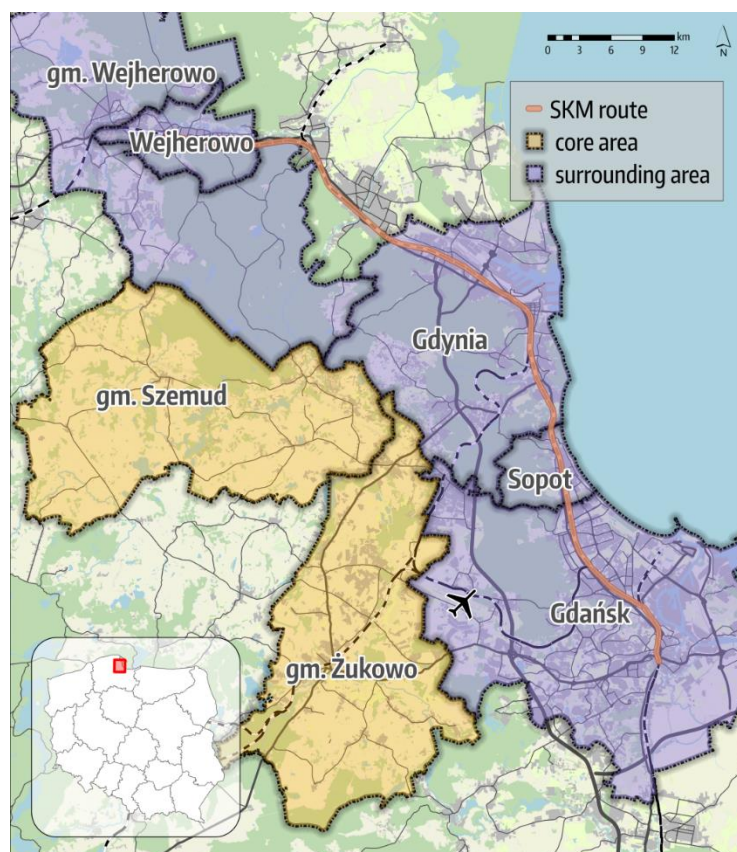 km
0 3 6 9 12
N
gm. Wejherowo
SKM route
Wejherowo
core area
surrounding area
Gdynia
gm. Szemud
Sopot
Gdańsk
gm. Żukowo